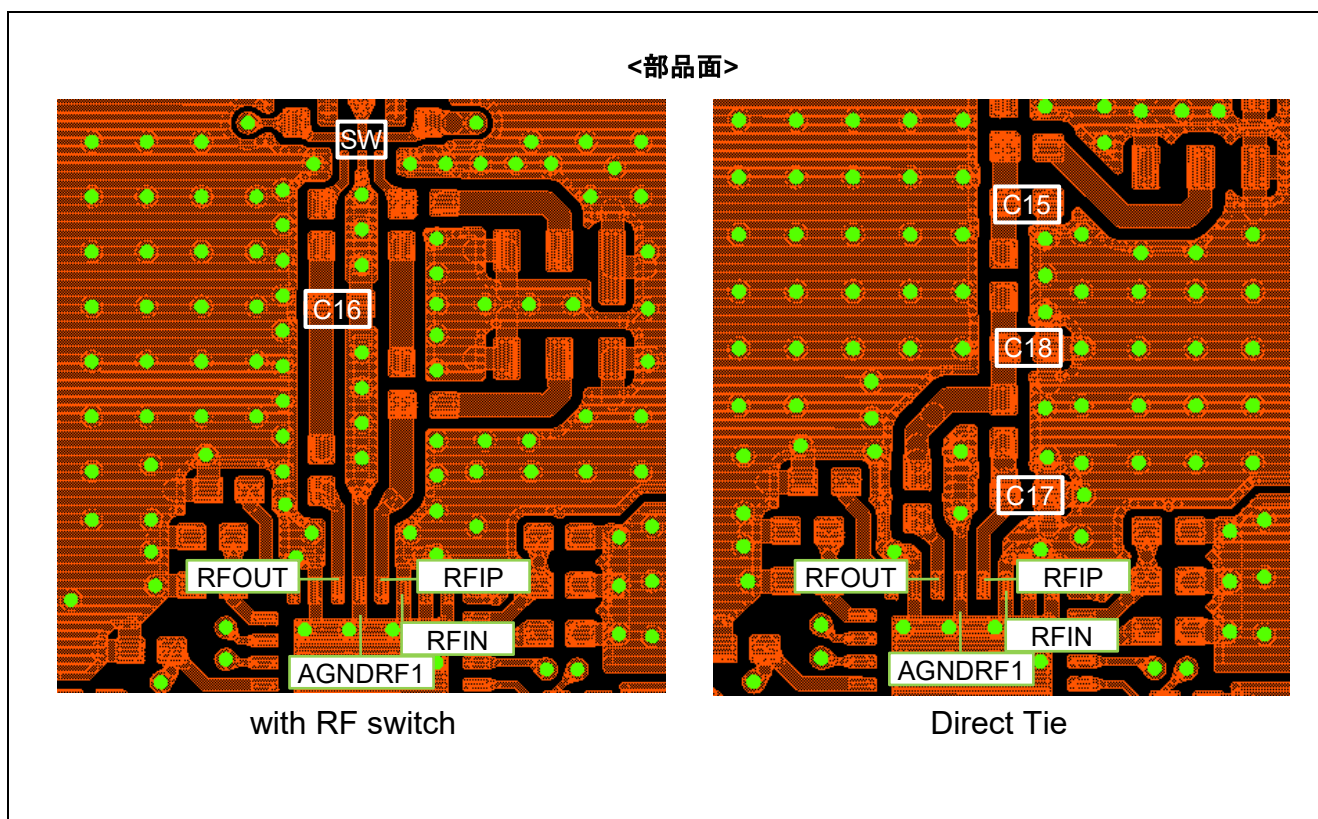 <部品面>
SW
C16
RFOUT
RFIP
RFIN
AGNDRF1
with RF switch
C15
C18
C17
RFOUT
RFIP
RFIN
AGNDRF1
Direct Tie